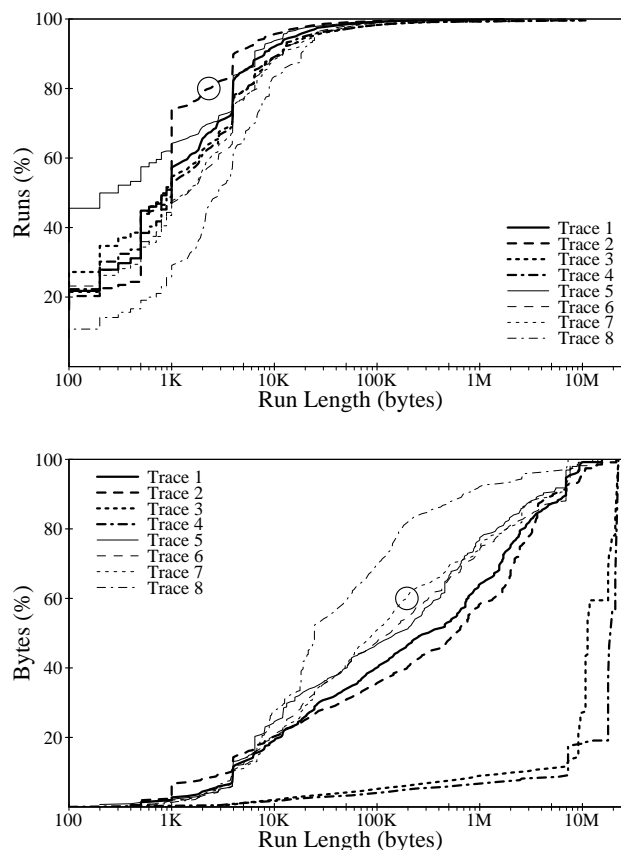 100
80
60
40
20
Runs (%)
Trace 1
Trace 2
Trace 3
Trace 4
Trace 5
Trace 6
Trace 7
Trace 8
100 1K 10K 100K 1M 10M
Run Length (bytes)
100
80
60
40
20
Bytes (%)
Trace 1
Trace 2
Trace 3
Trace 4
Trace 5
Trace 6
Trace 7
Trace 8
100 1K 10K 100K 1M 10M
Run Length (bytes)